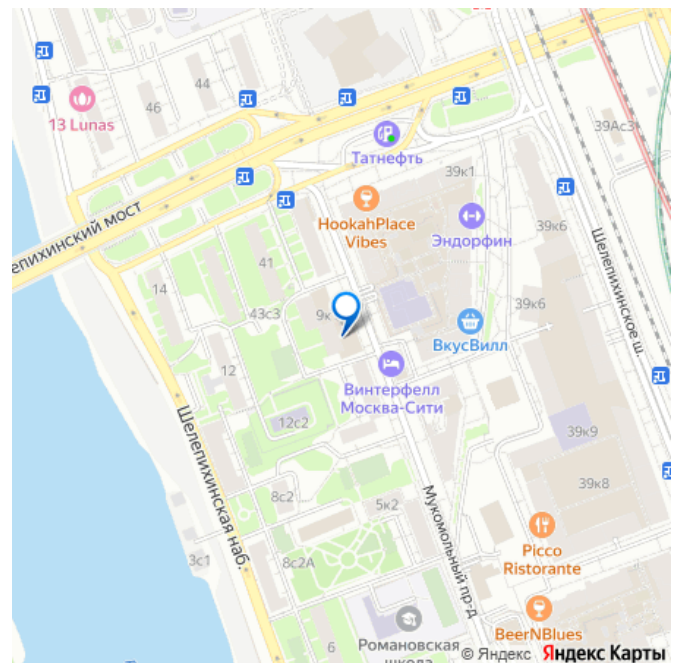 44
46
13 Lunas
39Ас3
Татнефть
39к1
HookahPlace
Vibes
Эндорфин
39к6
Шелепихинское ш.
лепихинский мост
41
14
43с3
9к
39к6
ВкусВилл
12
Винтерфелл
Москва-Сити
Шелепихинская наб.
12с2
39к9
39к8
8с2
5к2
Мукомольный пр-д
Picco
Ristorante
3с1
8с2А
BeerNBlues
6
Романовская
школа
© Яндекс Яндекс Карты